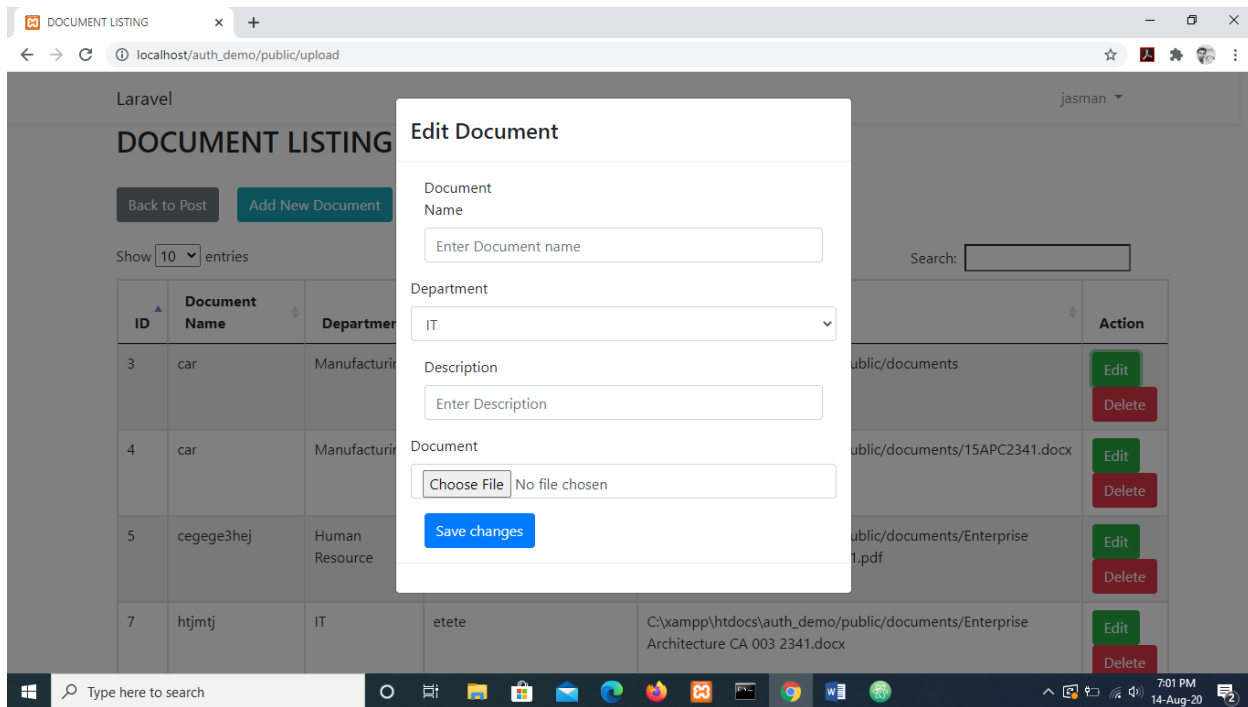 DOCUMENT LISTING
localhost/auth_demo/public/upload
Laravel
jasman
DOCUMENT LISTING
Back to Post
Add New Document
Show 10 entries
Search:
ID
Document
Name
Departmen
Action
3
car
Manufacturin
ublic/documents
Edit
Delete
4
car
Manufacturin
ublic/documents/15APC2341.docx
Edit
Delete
5
cegege3hej
Human
Resource
ublic/documents/Enterprise
1.pdf
Edit
Delete
7
htjmtj
IT
etete
C:\xampp\htdocs\auth_demo/public/documents/Enterprise
Architecture CA 003 2341.docx
Edit
Delete
Edit Document
Document
Name
Enter Document name
Department
IT
Description
Enter Description
Document
Choose File No file chosen
Save changes
Type here to search
7:01 PM
14-Aug-20
2